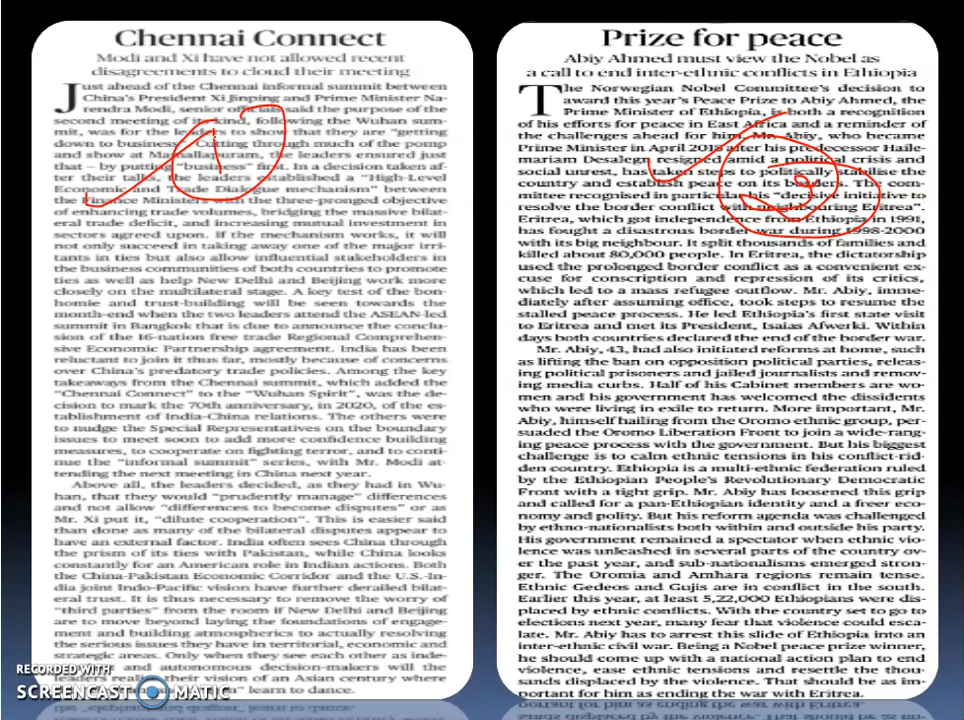 Chennai Connect
Modi and Xi have not allowed recent
disagreements to cloud their meeting
Just ahead of the Chennai informal summit between
China's President Xi Jinping and Prime Minister Na-
rendra Modi, senior officials said the purpose of the
second meeting of its kind, following the Wuhan sum-
mit, was for the leaders to show that they are "getting
down to business". Cutting through much of the pomp
and show at Mamallapuram, the leaders ensured just
that – by putting "business" first. In a decision taken af-
ter their talks, the leaders established a "High-Level
Economic and Trade Dialogue mechanism" between
the Finance Ministers with the three-pronged objective
of enhancing trade volumes, bridging the massive bilat-
eral trade deficit, and increasing mutual investment in
sectors agreed upon. If the mechanism works, it will
not only succeed in taking away one of the major irri-
tants in ties but also allow influential stakeholders in
the business communities of both countries to promote
ties as well as help New Delhi and Beijing work more
closely on the multilateral stage. A key test of the bon-
homie and trust-building will be seen towards the
month-end when the two leaders attend the ASEAN-led
summit in Bangkok that is due to announce the conclu-
sion of the 16-nation free trade Regional Comprehen-
sive Economic Partnership agreement. India has been
reluctant to join it thus far, mostly because of concerns
over China's predatory trade policies. Among the key
takeaways from the Chennai summit, which added the
"Chennai Connect" to the "Wuhan Spirit", was the de-
cision to mark the 70th anniversary, in 2020, of the es-
tablishment of India-China relations. The others were
to nudge the Special Representatives on the boundary
issues to meet soon to add more confidence building
measures, to cooperate on fighting terror, and to conti-
nue the "informal summit" series, with Mr. Modi at-
tending the next meeting in China next year.
Above all, the leaders decided, as they had in Wu-
han, that they would "prudently manage" differences
and not allow "differences to become disputes" or as
Mr. Xi put it, "dilute cooperation". This is easier said
than done as many of the bilateral disputes appear to
have an external factor. India often sees China through
the prism of its ties with Pakistan, while China looks
constantly for an American role in Indian actions. Both
the China-Pakistan Economic Corridor and the U.S.-In-
dia joint Indo-Pacific vision have further derailed bilat-
eral trust. It is thus necessary to remove the worry of
"third parties" from the room if New Delhi and Beijing
are to move beyond laying the foundations of engage-
ment and building atmospherics to actually resolving
the serious issues they have in territorial, economic and
strategic areas. Only when they see each other as inde-
and autonomous decision-makers will the
leaders realise their vision of an Asian century where
" learn to dance.
Prize for peace
Abiy Ahmed must view the Nobel as
a call to end inter-ethnic conflicts in Ethiopia
The Norwegian Nobel Committee's decision to
award this year's Peace Prize to Abiy Ahmed, the
Prime Minister of Ethiopia, is both a recognition
of his efforts for peace in East Africa and a reminder of
the challenges ahead for him. Mr. Abiy, who became
Prime Minister in April 2018 after his predecessor Haile-
mariam Desalegn resigned amid a political crisis and
social unrest, has taken steps to politically stabilise the
country and establish peace on its borders. The com-
mittee recognised in particular his "decisive initiative to
resolve the border conflict with neighbouring Eritrea".
Eritrea, which got independence from Ethiopia in 1991,
has fought a disastrous border war during 1998-2000
with its big neighbour. It split thousands of families and
killed about 80,000 people. In Eritrea, the dictatorship
used the prolonged border conflict as a convenient ex-
cuse for conscription and repression of its critics,
which led to a mass refugee outflow. Mr. Abiy, imme-
diately after assuming office, took steps to resume the
stalled peace process. He led Ethiopia's first state visit
to Eritrea and met its President, Isaias Afwerki. Within
days both countries declared the end of the border war.
Mr. Abiy, 43, had also initiated reforms at home, such
as lifting the ban on opposition political parties, releas-
ing political prisoners and jailed journalists and remov-
ing media curbs. Half of his Cabinet members are wo-
men and his government has welcomed the dissidents
who were living in exile to return. More important, Mr.
Abiy, himself hailing from the Oromo ethnic group, per-
suaded the Oromo Liberation Front to join a wide-rang-
ing peace process with the government. But his biggest
challenge is to calm ethnic tensions in his conflict-rid-
den country. Ethiopia is a multi-ethnic federation ruled
by the Ethiopian People's Revolutionary Democratic
Front with a tight grip. Mr. Abiy has loosened this grip
and called for a pan-Ethiopian identity and a freer eco-
nomy and polity. But his reform agenda was challenged
by ethno-nationalists both within and outside his party.
His government remained a spectator when ethnic vio-
lence was unleashed in several parts of the country ov-
er the past year, and sub-nationalisms emerged stron-
ger. The Oromia and Amhara regions remain tense.
Ethnic Gedeos and Gujis are in conflict in the south.
Earlier this year, at least 5,22,000 Ethiopians were dis-
placed by ethnic conflicts. With the country set to go to
elections next year, many fear that violence could esca-
late. Mr. Abiy has to arrest this slide of Ethiopia into an
inter-ethnic civil war. Being a Nobel peace prize winner,
he should come up with a national action plan to end
violence, ease ethnic tensions and resettle the thou-
sands displaced by the violence. That should be as im-
portant for him as ending the war with Eritrea.
RECORDED WITH
SCREENCAST MATIC